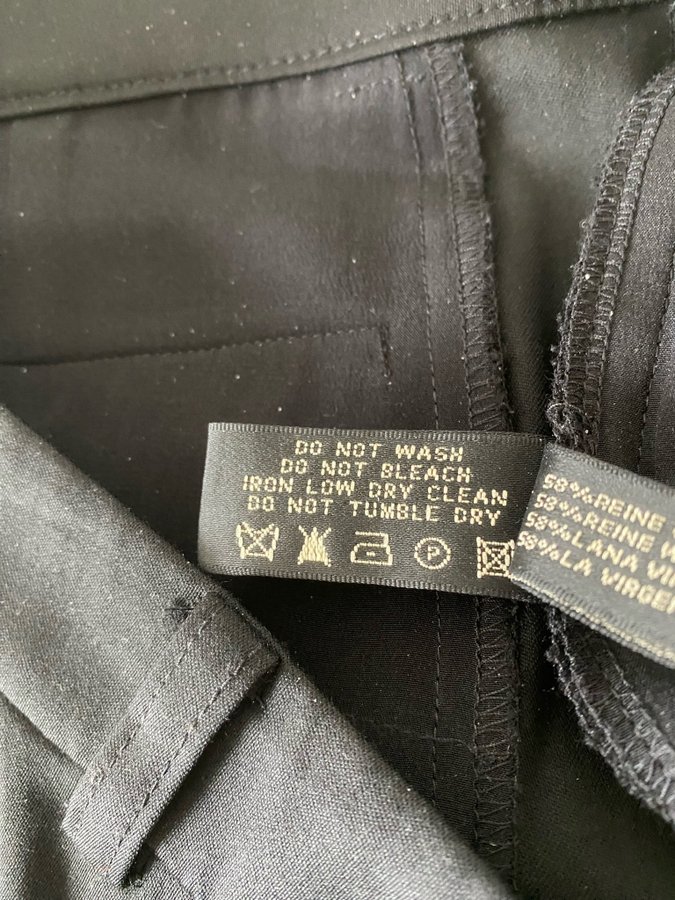 DO NOT WASH
DO NOT BLEACH
IRON LOW DRY CLEAN
DO NOT TUMBLE DRY
P
58%REINE
58%REINE
58%LANA
58%LA